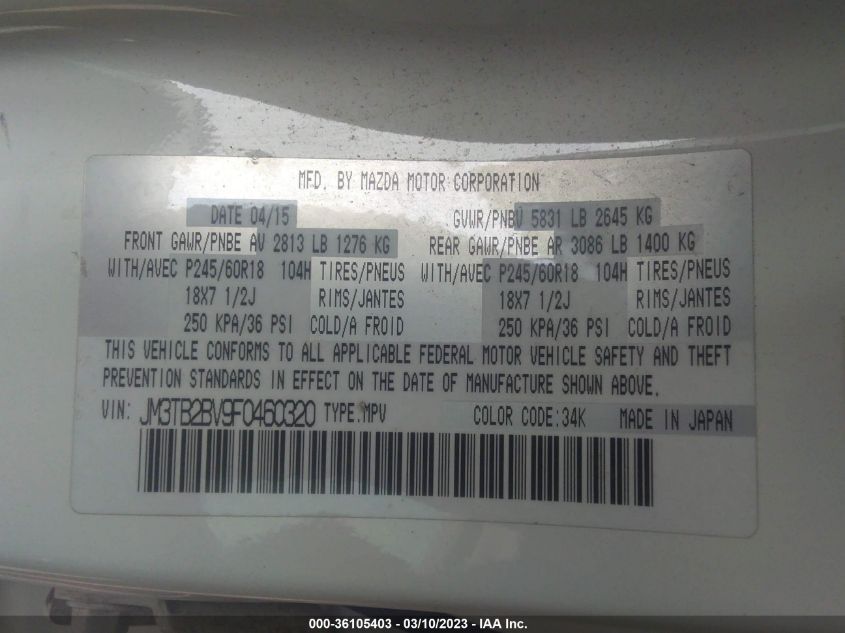 MFD. BY MAZDA MOTOR CORPORATION
DATE 04/15 GVWR/PNBV 5831 LB 2645 KG
FRONT GAWR/PNBE AV 2813 LB 1276 KG REAR GAWR/PNBE AR 3086 LB 1400 KG
WITH/AVEC P245/60R18 104H TIRES/PNEUS WITH/AVEC P245/60R18 104H TIRES/PNEUS
18X7 1/2J RIMS/JANTES 18X7 1/2J RIMS/JANTES
250 KPA/36 PSI COLD/A FROID 250 KPA/36 PSI COLD/A FROID
THIS VEHICLE CONFORMS TO ALL APPLICABLE FEDERAL MOTOR VEHICLE SAFETY AND THEFT
PREVENTION STANDARDS IN EFFECT ON THE DATE OF MANUFACTURE SHOWN ABOVE.
VIN: JM3TB2BV9F0460320 TYPE:MPV COLOR CODE:34K MADE IN JAPAN
000-36105403 - 03/10/2023 - IAAI.com.